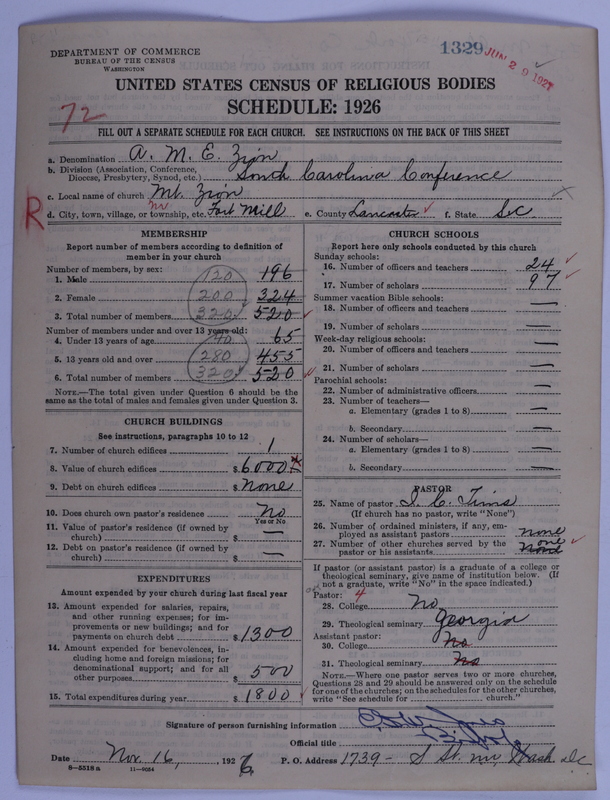 DEPARTMENT OF COMMERCE
BUREAU OF THE CENSUS
WASHINGTON
1329
JUN 29 1927
UNITED STATES CENSUS OF RELIGIOUS BODIES
SCHEDULE: 1926
72
FILL OUT A SEPARATE SCHEDULE FOR EACH CHURCH. SEE INSTRUCTIONS ON THE BACK OF THIS SHEET
a. Denomination A. M. E. Zion
b. Division (Association, Conference, Diocese, Presbytery, Synod, etc.) South Carolina Conference
c. Local name of church Mt. Zion
R
d. City, town, village, or township, etc. Fort Mill e. County Lancaster f. State S.C
MEMBERSHIP
Report number of members according to definition of member in your church
Number of members, by sex:
1. Male 120 196
2. Female 200 324
3. Total number of members 320 520
Number of members under and over 13 years old:
4. Under 13 years of age 40 65
5. 13 years old and over 280 455
6. Total number of members 320 520
NOTE.—The total given under Question 6 should be the same as the total of males and females given under Question 3.
CHURCH BUILDINGS
See instructions, paragraphs 10 to 12
7. Number of church edifices 1
8. Value of church edifices $ 6000
9. Debt on church edifices $ None
10. Does church own pastor's residence No
Yes or No
11. Value of pastor's residence (if owned by church) $ —
12. Debt on pastor's residence (if owned by church) $ —
EXPENDITURES
Amount expended by your church during last fiscal year
13. Amount expended for salaries, repairs, and other running expenses; for improvements or new buildings; and for payments on church debt $ 1300
14. Amount expended for benevolences, including home and foreign missions; for denominational support; and for all other purposes $ 500
15. Total expenditures during year $ 1800
CHURCH SCHOOLS
Report here only schools conducted by this church
Sunday schools:
16. Number of officers and teachers 24
17. Number of scholars 97
Summer vacation Bible schools:
18. Number of officers and teachers —
19. Number of scholars —
Week-day religious schools:
20. Number of officers and teachers —
21. Number of scholars —
Parochial schools:
22. Number of administrative officers —
23. Number of teachers—
a. Elementary (grades 1 to 8) —
b. Secondary —
24. Number of scholars—
a. Elementary (grades 1 to 8) —
b. Secondary —
PASTOR
25. Name of pastor I. C. Tims
(If church has no pastor, write "None")
26. Number of ordained ministers, if any, employed as assistant pastors none
27. Number of other churches served by the pastor or his assistants one
If pastor (or assistant pastor) is a graduate of a college or theological seminary, give name of institution below. (If not a graduate, write "No" in the space indicated.)
Pastor: 4
28. College No
29. Theological seminary Georgia
Assistant pastor:
30. College No
31. Theological seminary No
NOTE.—Where one pastor serves two or more churches, Questions 28 and 29 should be answered only on the schedule for one of the churches; on the schedules for the other churches, write "See schedule for ........ church."
Signature of person furnishing information
Official title Bishop
Date Nov. 16, 1926
P. O. Address 1739 - S St. nw, Wash. D.C
8—5518a 11—9054